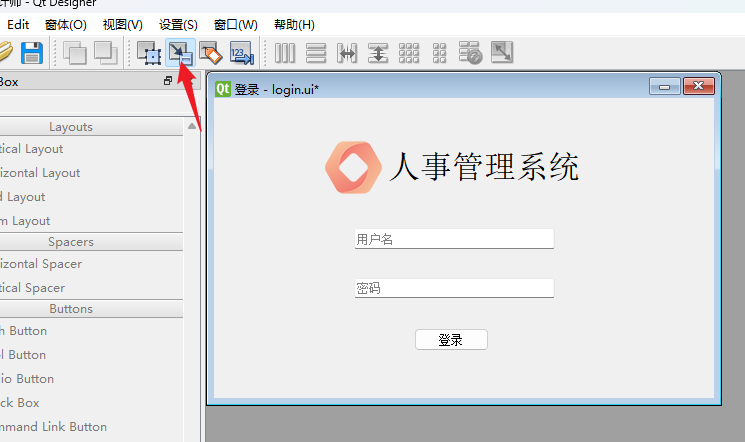 Qt Designer
Edit 窗体(O) 视图(V) 设置(S) 窗口(W) 帮助(H)
123
Box
Qt 登录 - login.ui*
Layouts
tical Layout
izontal Layout
d Layout
m Layout
Spacers
izontal Spacer
tical Spacer
Buttons
h Button
l Button
io Button
ck Box
mmand Link Button
人事管理系统
用户名
密码
登录